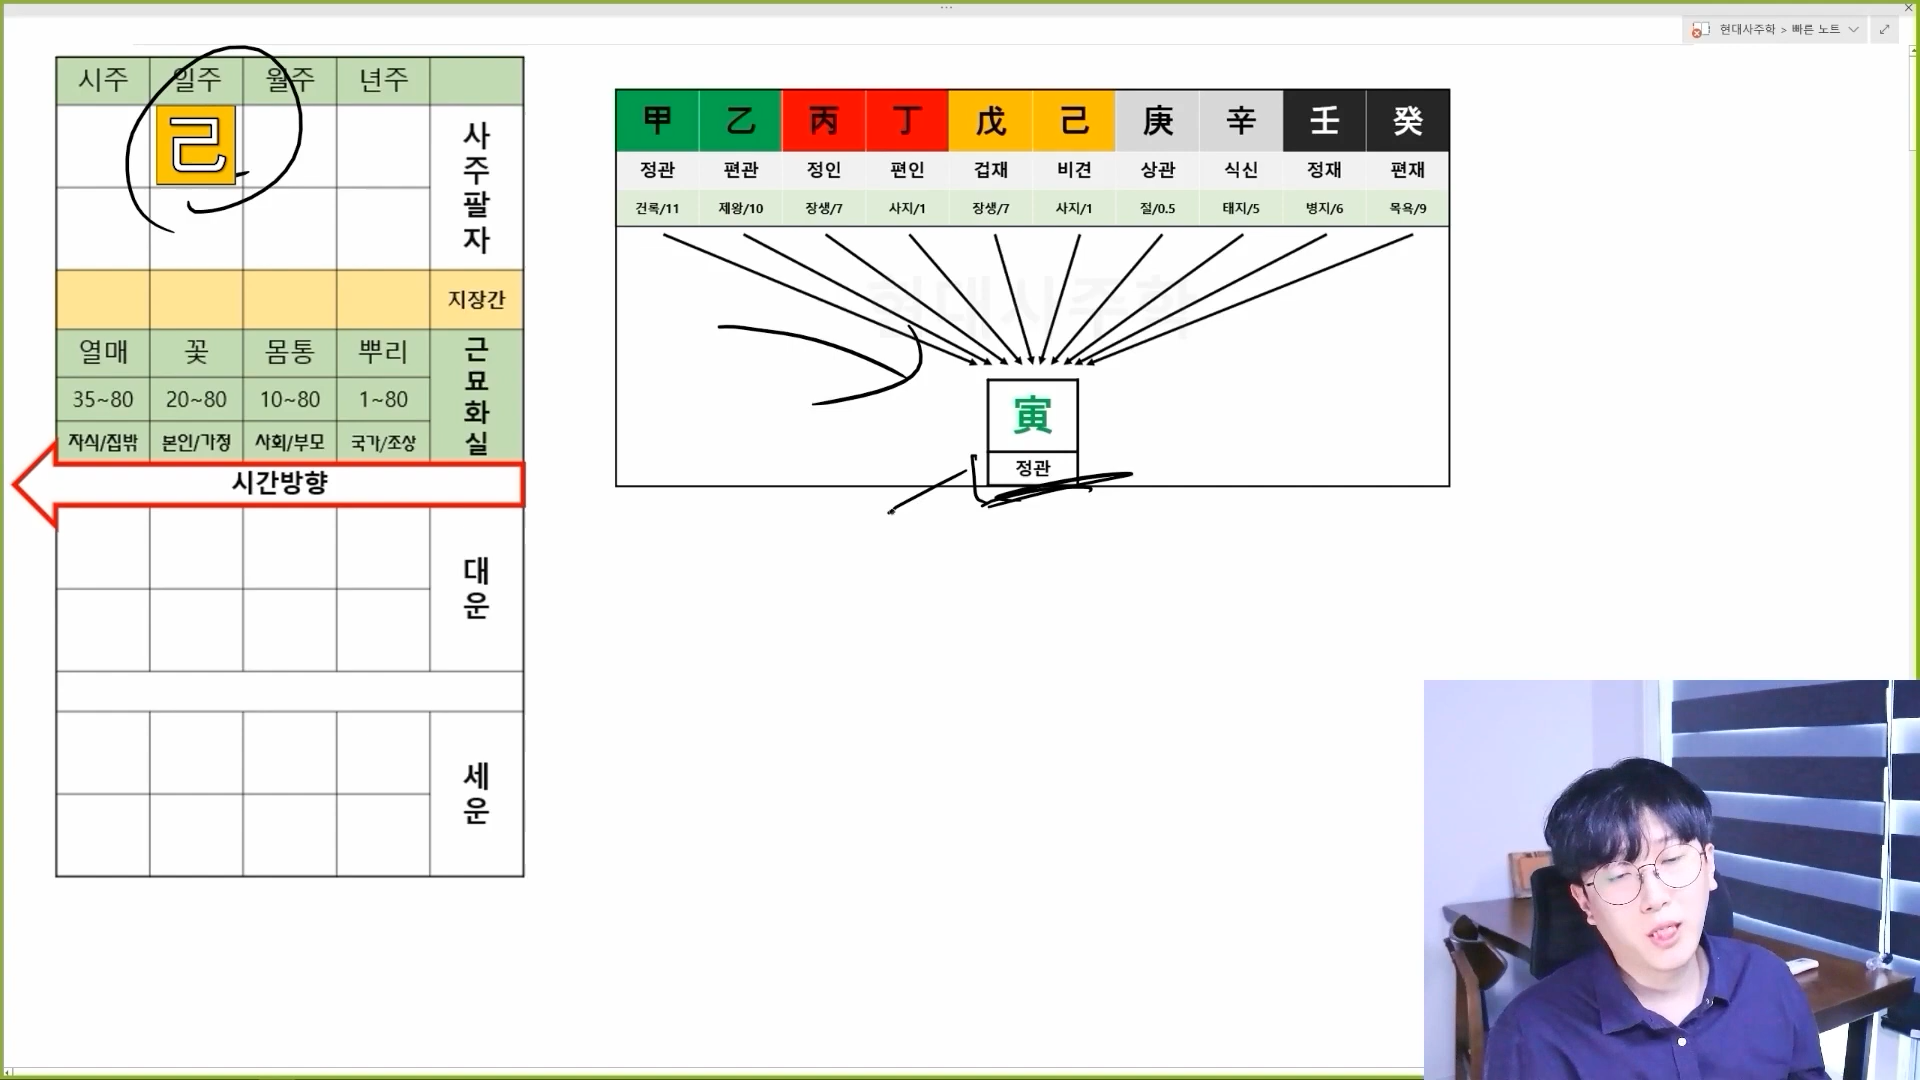 현대사주학 > 빠른 노트
시주 일주 월주 년주
己
사주팔자
지장간
열매 꽃 몸통 뿌리
35~80 20~80 10~80 1~80
자식/집밖 본인/가정 사회/부모 국가/조상
근묘화실
시간방향
대운
세운
甲 乙 丙 丁 戊 己 庚 辛 壬 癸
정관 편관 정인 편인 겁재 비견 상관 식신 정재 편재
건록/11 제왕/10 장생/7 사지/1 장생/7 사지/1 절/0.5 태지/5 병지/6 목욕/9
현대사주학
寅
정관